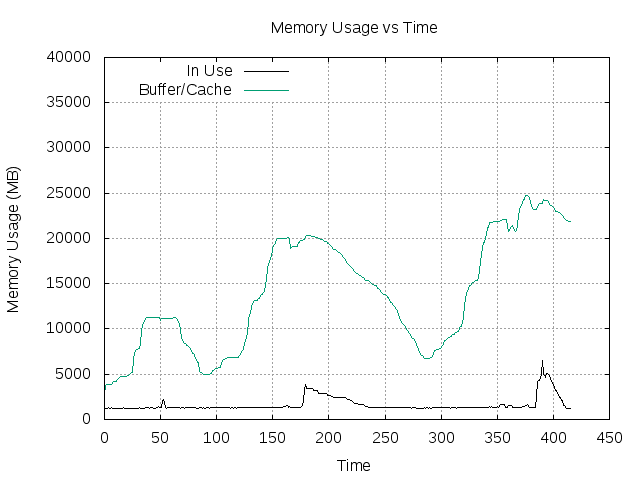 Memory Usage vs Time
In Use
Buffer/Cache
Memory Usage (MB)
40000
35000
30000
25000
20000
15000
10000
5000
0
0 50 100 150 200 250 300 350 400 450
Time